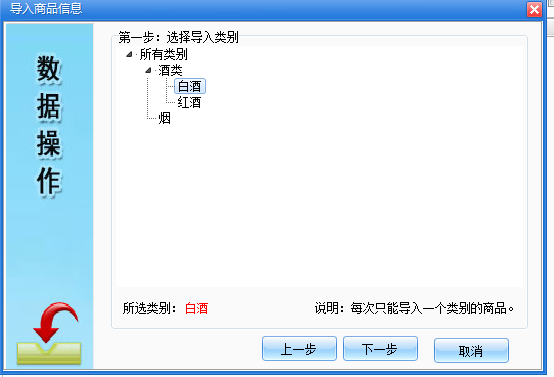 导入商品信息
数据操作
第一步：选择导入类别
所有类别
酒类
白酒
红酒
烟
所选类别：白酒 说明：每次只能导入一个类别的商品。
上一步 下一步 取消